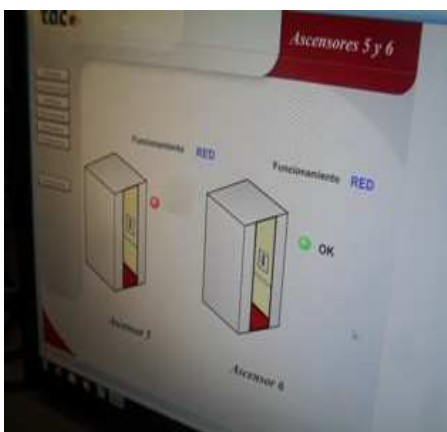 tac
Ascensores 5 y 6
Funcionamiento RED
Funcionamiento RED
OK
Ascensor 5
Ascensor 6